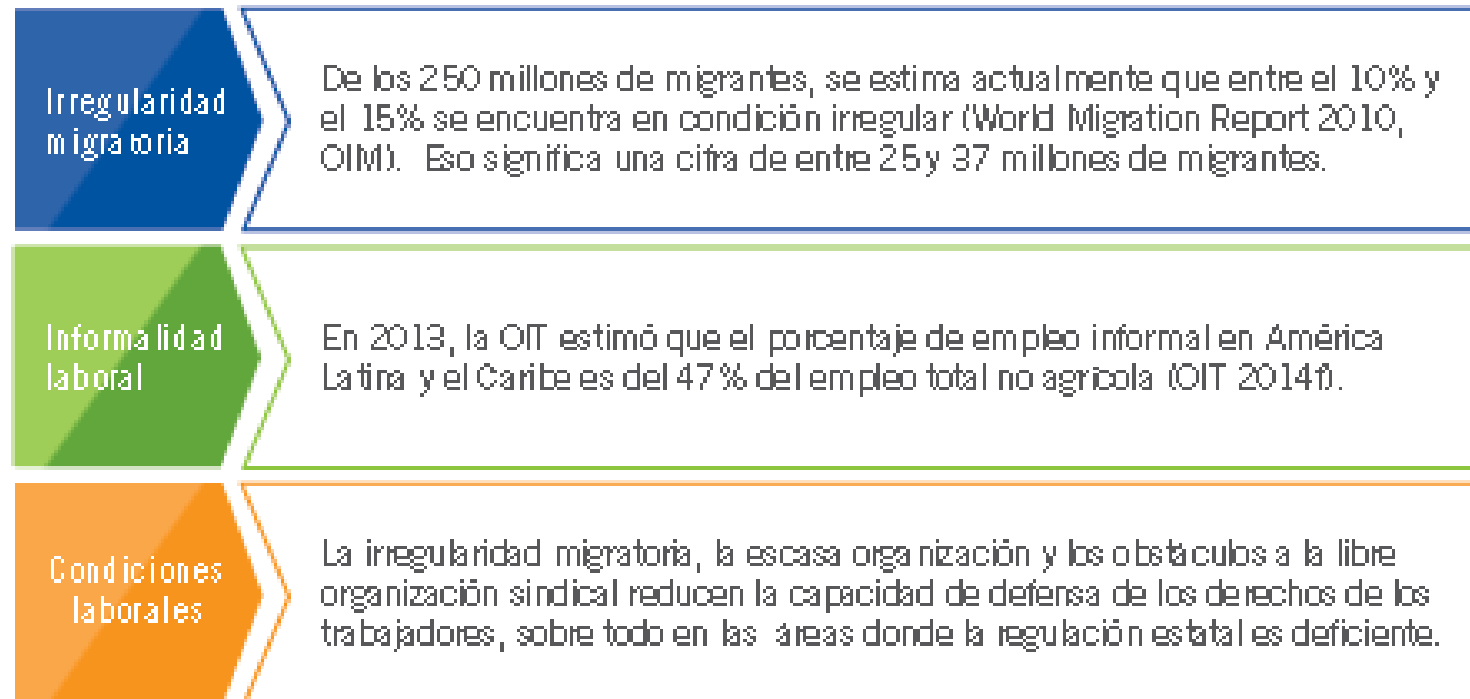 Irregularidad
migratoria
De los 250 millones de migrantes, se estima actualmente que entre el 10% y
el 15% se encuentra en condición irregular (World Migration Report 2010,
OIM). Eso significa una cifra de entre 25 y 37 millones de migrantes.
Informalidad
laboral
En 2013, la OIT estimó que el porcentaje de empleo informal en América
Latina y el Caribe es del 47% del empleo total no agrícola (OIT 2014f).
Condiciones
laborales
La irregularidad migratoria, la escasa organización y los obstaculos a la libre
organización sindical reducen la capacidad de defensa de los derechos de los
trabajadores, sobre todo en las áreas donde la regulación estatal es deficiente.